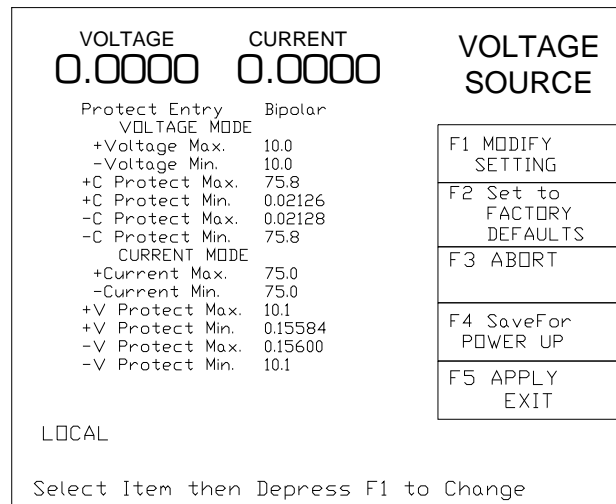 VOLTAGE CURRENT
0.0000 0.0000
VOLTAGE
SOURCE
Protect Entry Bipolar
VOLTAGE MODE
+Voltage Max. 10.0
-Voltage Min. 10.0
+C Protect Max. 75.8
+C Protect Min. 0.02126
-C Protect Max. 0.02128
-C Protect Min. 75.8
CURRENT MODE
+Current Max. 75.0
-Current Min. 75.0
+V Protect Max. 10.1
+V Protect Min. 0.15584
-V Protect Max. 0.15600
-V Protect Min. 10.1
F1 MODIFY
SETTING
F2 Set to
FACTORY
DEFAULTS
F3 ABORT
F4 SaveFor
POWER UP
F5 APPLY
EXIT
LOCAL
Select Item then Depress F1 to Change